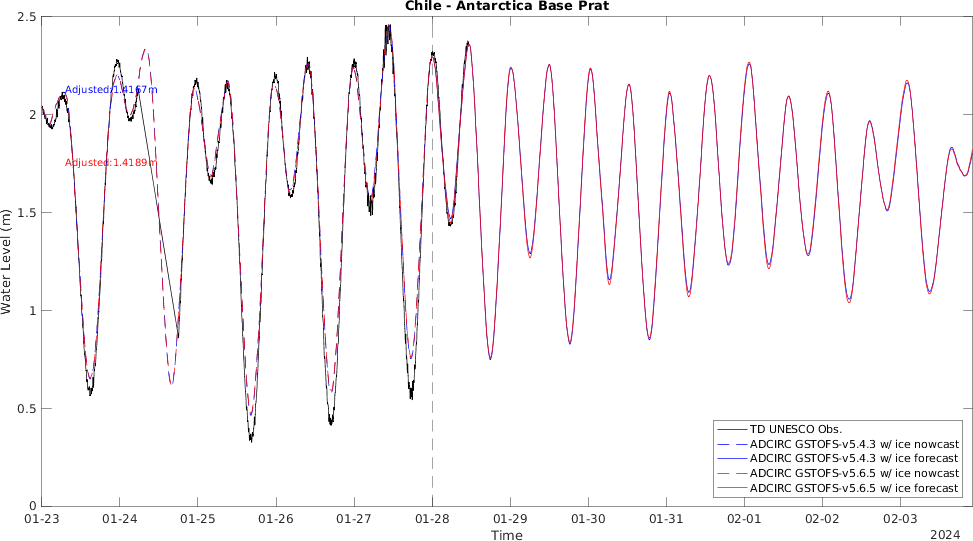 Chile - Antarctica Base Prat
2.5
2
1.5
1
0.5
0
Water Level (m)
Adjusted:1.4167m
Adjusted:1.4189m
TD UNESCO Obs.
ADCIRC GSTOFS-v5.4.3 w/ ice nowcast
ADCIRC GSTOFS-v5.4.3 w/ ice forecast
ADCIRC GSTOFS-v5.6.5 w/ ice nowcast
ADCIRC GSTOFS-v5.6.5 w/ ice forecast
01-23 01-24 01-25 01-26 01-27 01-28 01-29 01-30 01-31 02-01 02-02 02-03
Time
2024